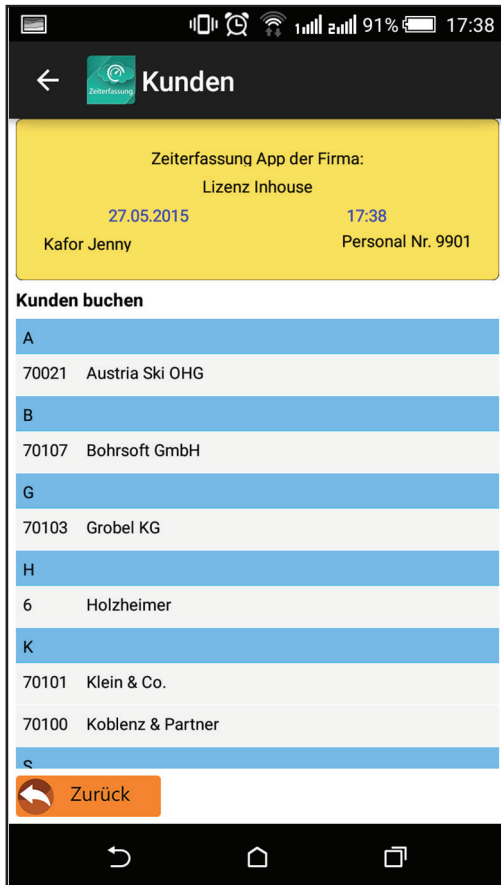 91% 17:38
Zeiterfassung Kunden
Zeiterfassung App der Firma:
Lizenz Inhouse
27.05.2015 17:38
Kafor Jenny Personal Nr. 9901
Kunden buchen
A
70021 Austria Ski OHG
B
70107 Bohrsoft GmbH
G
70103 Grobel KG
H
6 Holzheimer
K
70101 Klein & Co.
70100 Koblenz & Partner
S
Zurück